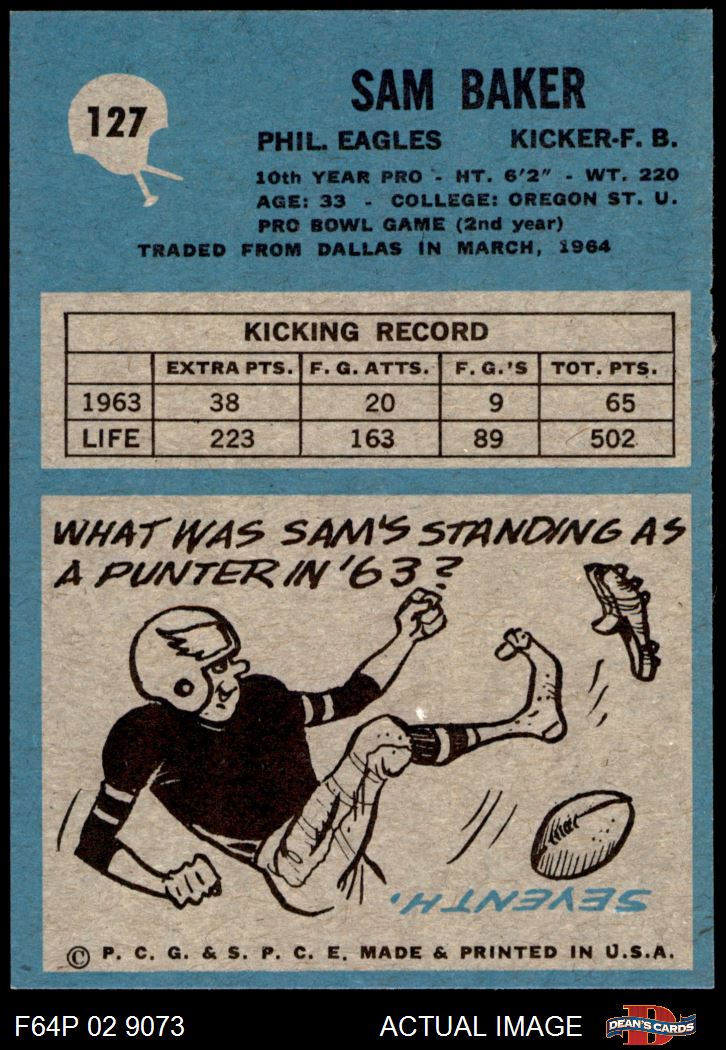 127
SAM BAKER
PHIL. EAGLES KICKER-F. B.
10th YEAR PRO - HT. 6'2" - WT. 220
AGE: 33 - COLLEGE: OREGON ST. U.
PRO BOWL GAME (2nd year)
TRADED FROM DALLAS IN MARCH, 1964
KICKING RECORD
EXTRA PTS. F. G. ATTS. F. G.'S TOT. PTS.
1963 38 20 9 65
LIFE 223 163 89 502
WHAT WAS SAM'S STANDING AS
A PUNTER IN '63?
SEVENTH.
© P. C. G. & S. P. C. E. MADE & PRINTED IN U.S.A.
F64P 02 9073 ACTUAL IMAGE
D
DEAN'S CARDS